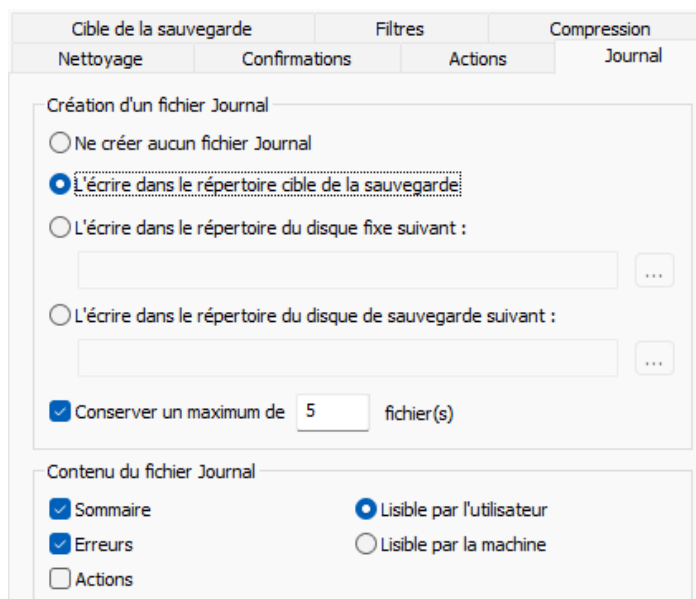 Cible de la sauvegarde Filtres Compression
Nettoyage Confirmations Actions Journal
Création d'un fichier Journal
Ne créer aucun fichier Journal
L'écrire dans le répertoire cible de la sauvegarde
L'écrire dans le répertoire du disque fixe suivant :
...
L'écrire dans le répertoire du disque de sauvegarde suivant :
...
Conserver un maximum de 5 fichier(s)
Contenu du fichier Journal
Sommaire Lisible par l'utilisateur
Erreurs Lisible par la machine
Actions